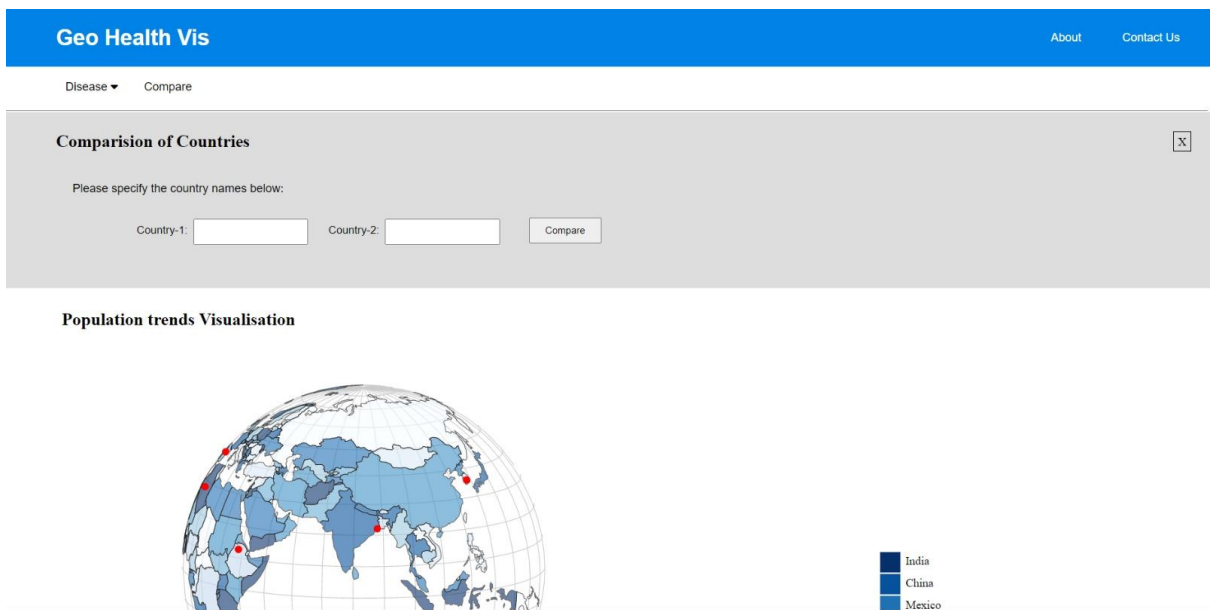 Geo Health Vis
About Contact Us
Disease Compare
Comparision of Countries
X
Please specify the country names below:
Country-1: Country-2: Compare
Population trends Visualisation
India
China
Mexico